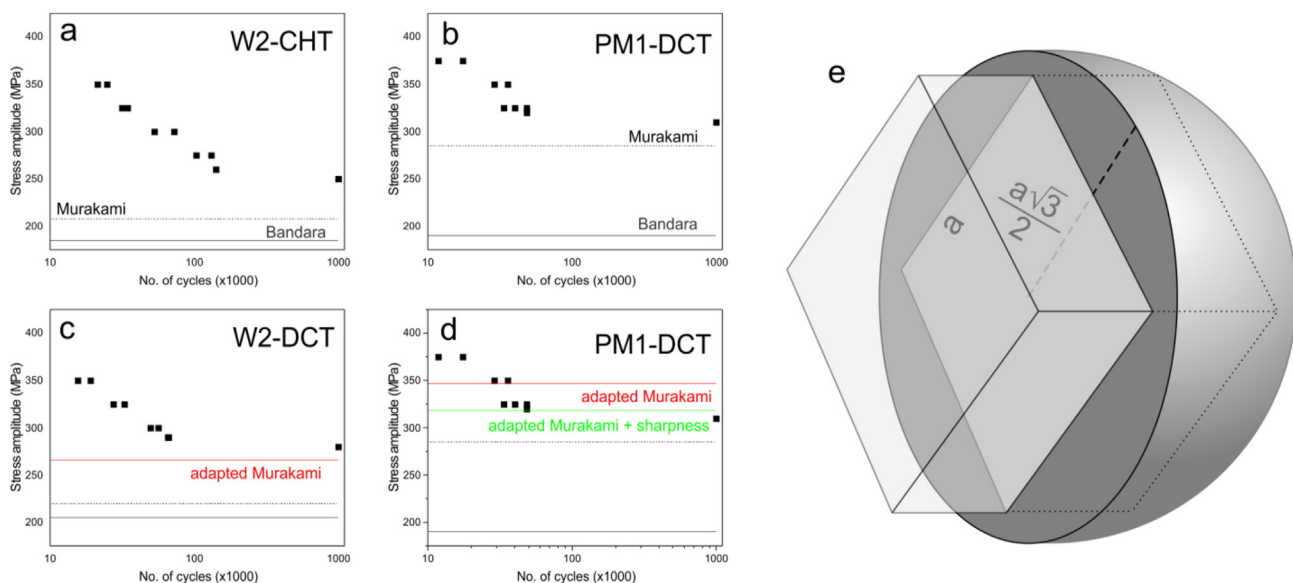 a
W2-CHT
Stress amplitude (MPa)
400
350
300
250
200
Murakami
Bandara
10
100
1000
No. of cycles (x1000)
b
PM1-DCT
Stress amplitude (MPa)
400
350
300
250
200
Murakami
Bandara
10
100
1000
No. of cycles (x1000)
c
W2-DCT
Stress amplitude (MPa)
400
350
300
250
200
adapted Murakami
10
100
1000
No. of cycles (x1000)
d
PM1-DCT
Stress amplitude (MPa)
400
350
300
250
200
adapted Murakami
adapted Murakami + sharpness
10
100
1000
No. of cycles (x1000)
e
a
a√3
2